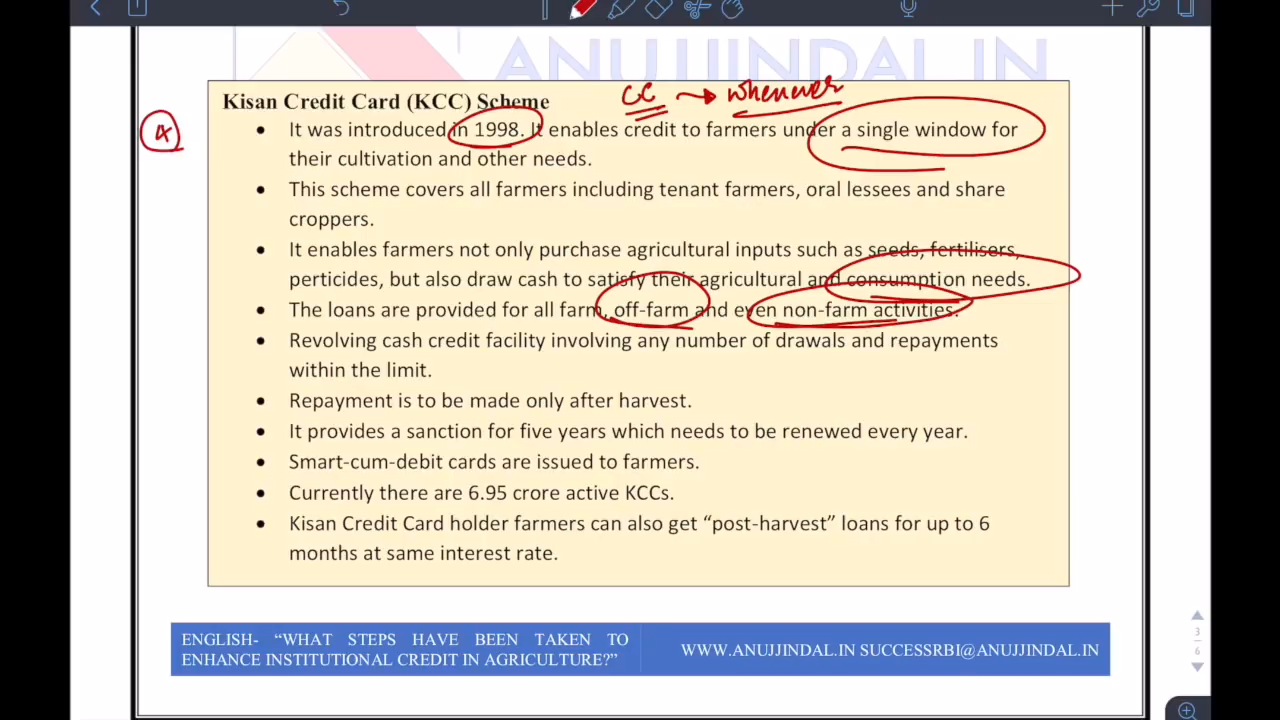 ANUJJINDAL.IN
CC → whenever
Kisan Credit Card (KCC) Scheme
4
• It was introduced in 1998. It enables credit to farmers under a single window for
their cultivation and other needs.
• This scheme covers all farmers including tenant farmers, oral lessees and share
croppers.
• It enables farmers not only purchase agricultural inputs such as seeds, fertilisers,
perticides, but also draw cash to satisfy their agricultural and consumption needs.
• The loans are provided for all farm, off-farm and even non-farm activities.
• Revolving cash credit facility involving any number of drawals and repayments
within the limit.
• Repayment is to be made only after harvest.
• It provides a sanction for five years which needs to be renewed every year.
• Smart-cum-debit cards are issued to farmers.
• Currently there are 6.95 crore active KCCs.
• Kisan Credit Card holder farmers can also get “post-harvest” loans for up to 6
months at same interest rate.
ENGLISH- “WHAT STEPS HAVE BEEN TAKEN TO
ENHANCE INSTITUTIONAL CREDIT IN AGRICULTURE?”
WWW.ANUJJINDAL.IN SUCCESSRBI@ANUJJINDAL.IN
3
6